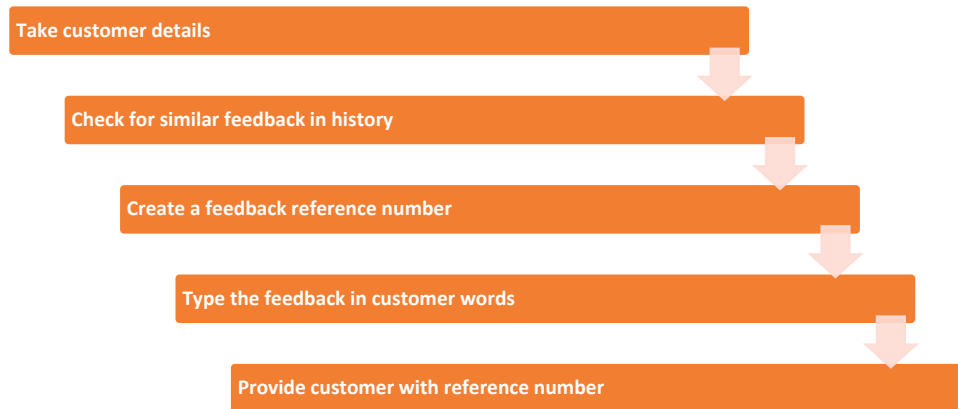 Take customer details
Check for similar feedback in history
Create a feedback reference number
Type the feedback in customer words
Provide customer with reference number